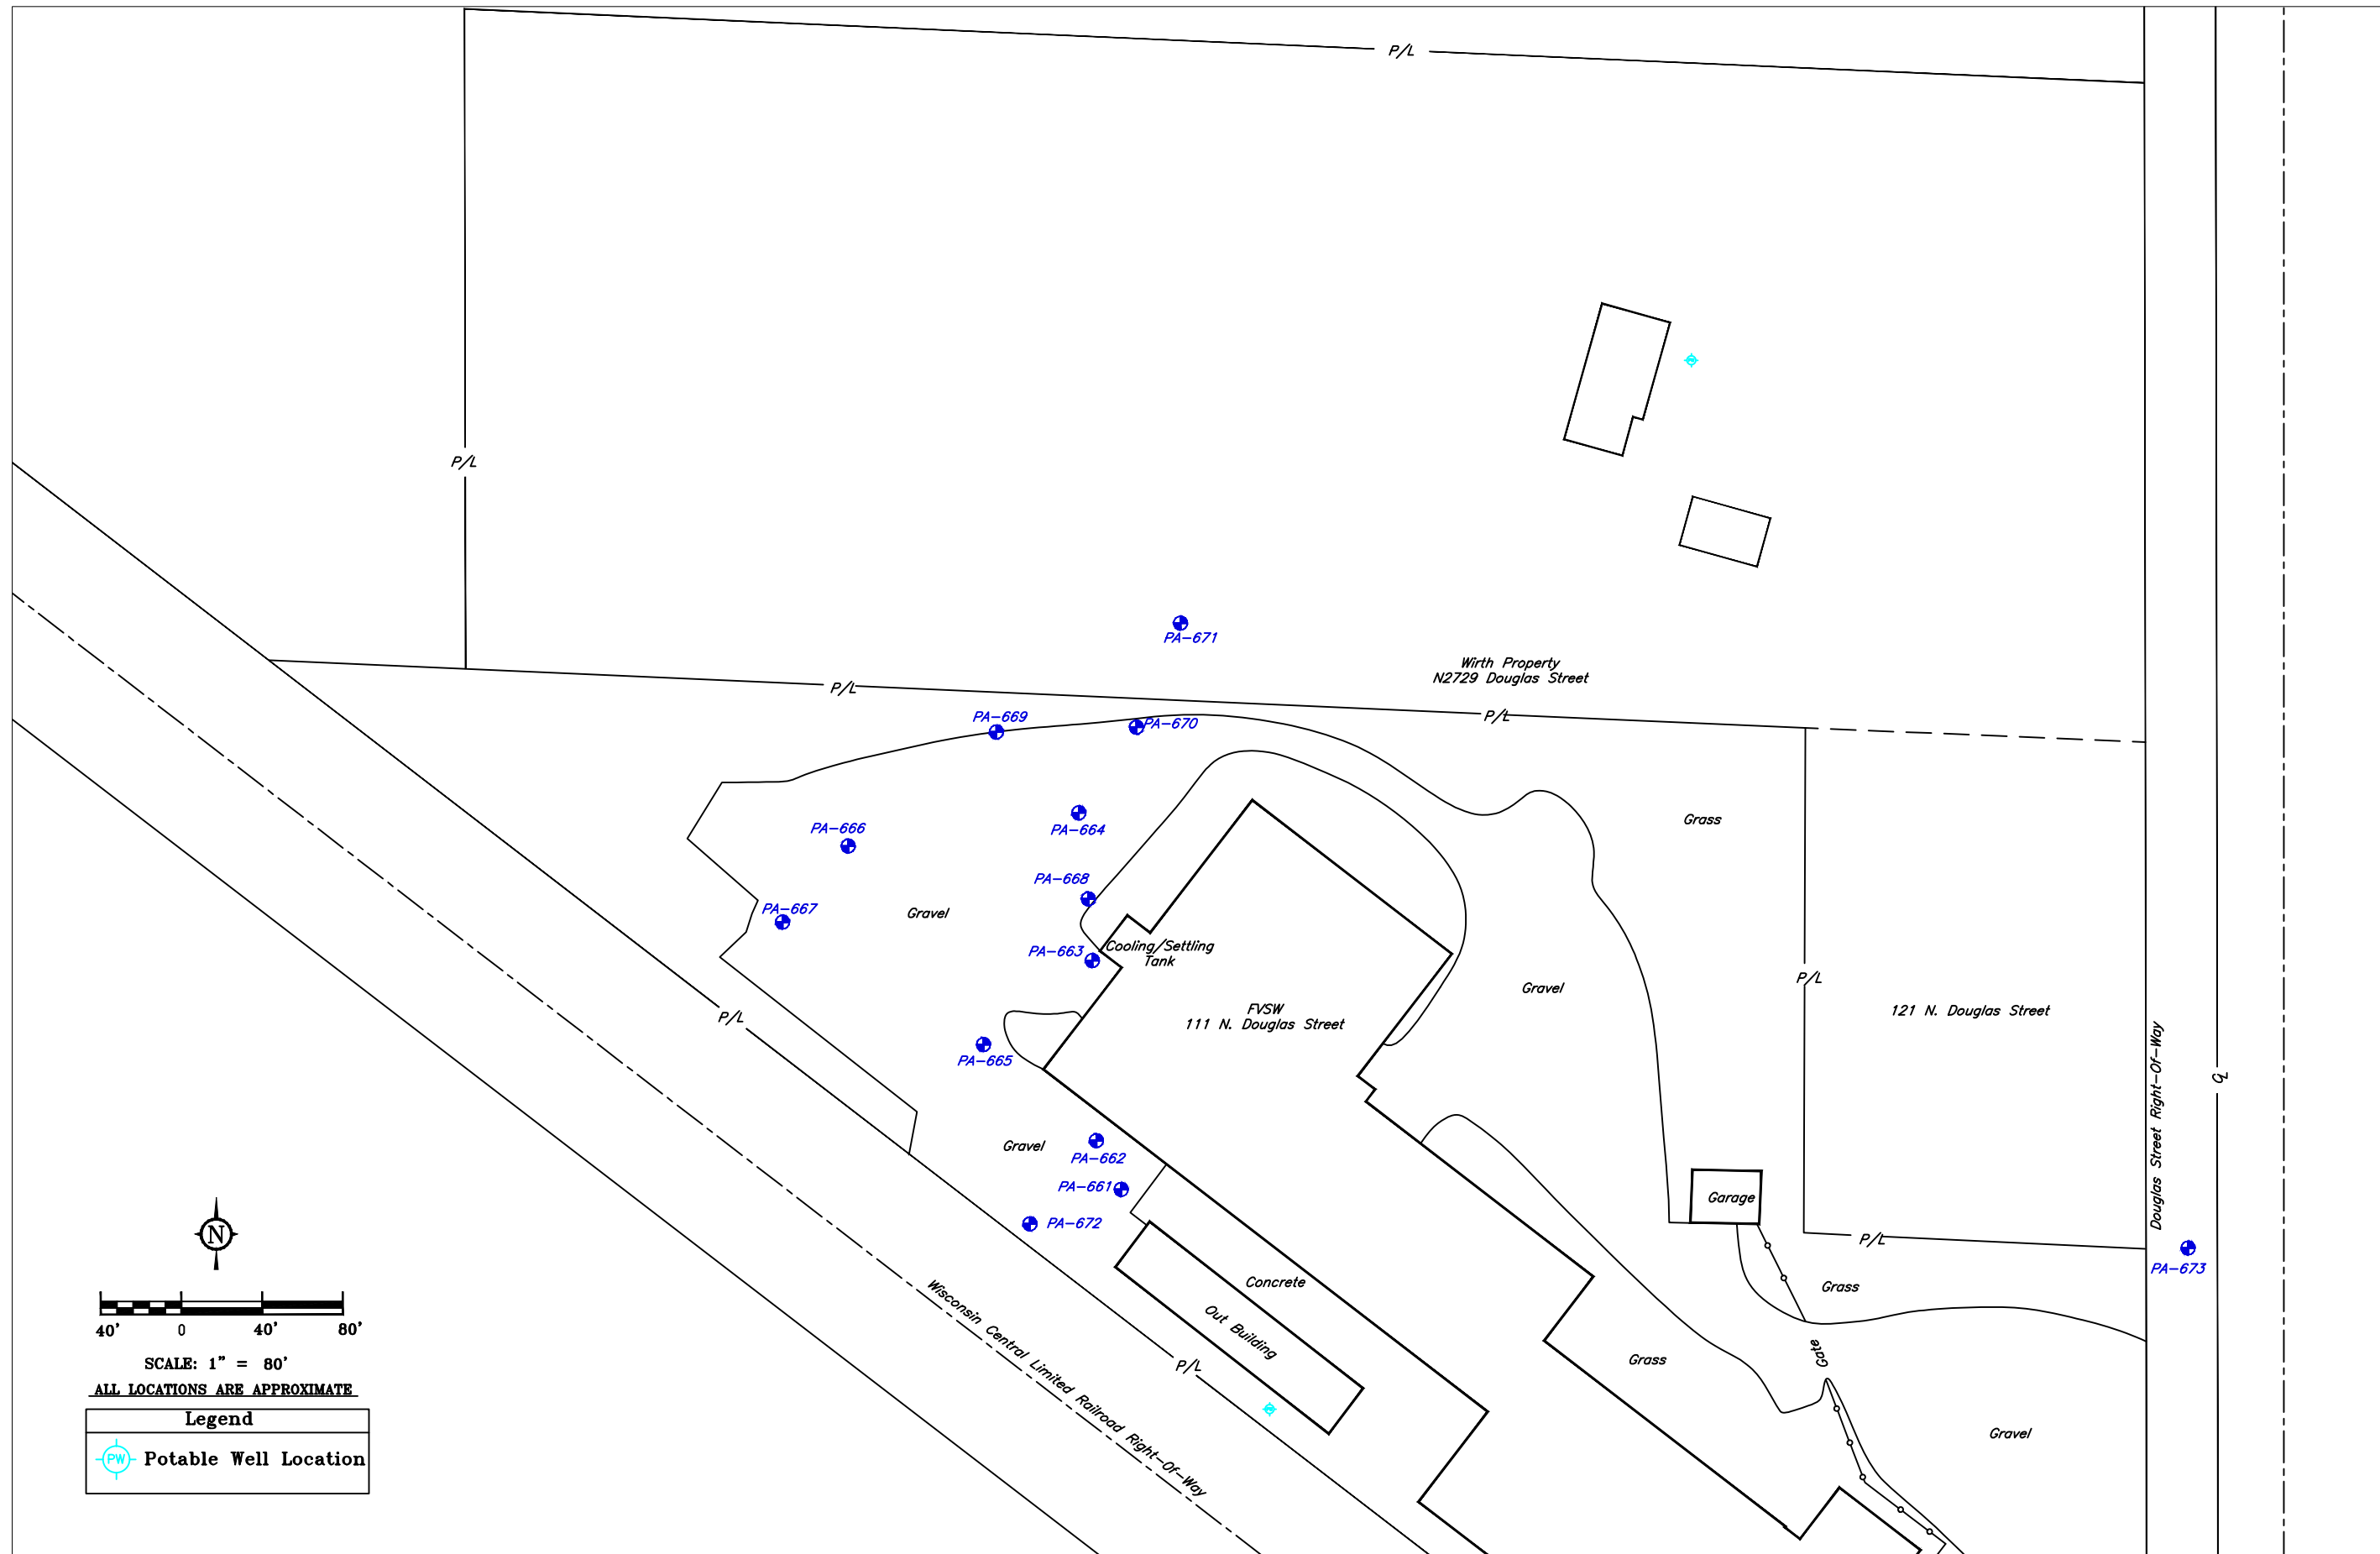 P/L
P/L
PA-671
Wirth Property
N2729 Douglas Street
P/L
P/L
PA-669
PA-670
Grass
PA-664
PA-666
PA-668
PA-667
Gravel
Cooling/Settling
Tank
PA-663
P/L
Gravel
FVSW
111 N. Douglas Street
121 N. Douglas Street
P/L
Douglas Street Right-Of-Way
CL
PA-665
Gravel
PA-662
PA-661
Garage
PA-672
P/L
PA-673
N
Concrete
Grass
Wisconsin Central Limited Railroad Right-Of-Way
Out Building
Gate
P/L
Grass
Gravel
40' 0 40' 80'
SCALE: 1" = 80'
ALL LOCATIONS ARE APPROXIMATE
Legend
PW Potable Well Location